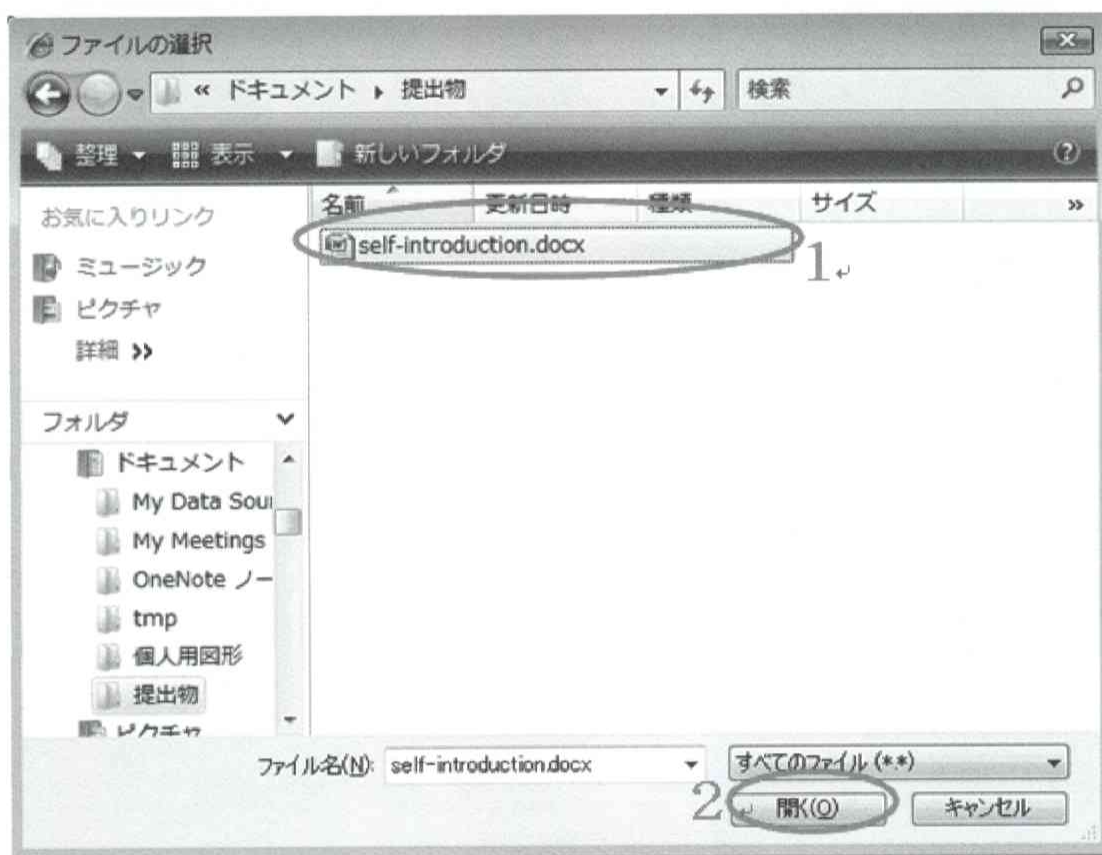 ファイルの選択
« ドキュメント ▸ 提出物
検索
整理 表示 新しいフォルダ
お気に入りリンク
ミュージック
ピクチャ
詳細 »
名前 更新日時 種類 サイズ »
self-introduction.docx
1
フォルダ
ドキュメント
My Data Sour
My Meetings
OneNote ノー
tmp
個人用図形
提出物
ピクチャ
ファイル名(N): self-introduction.docx すべてのファイル (*.*)
2 開く(O) キャンセル